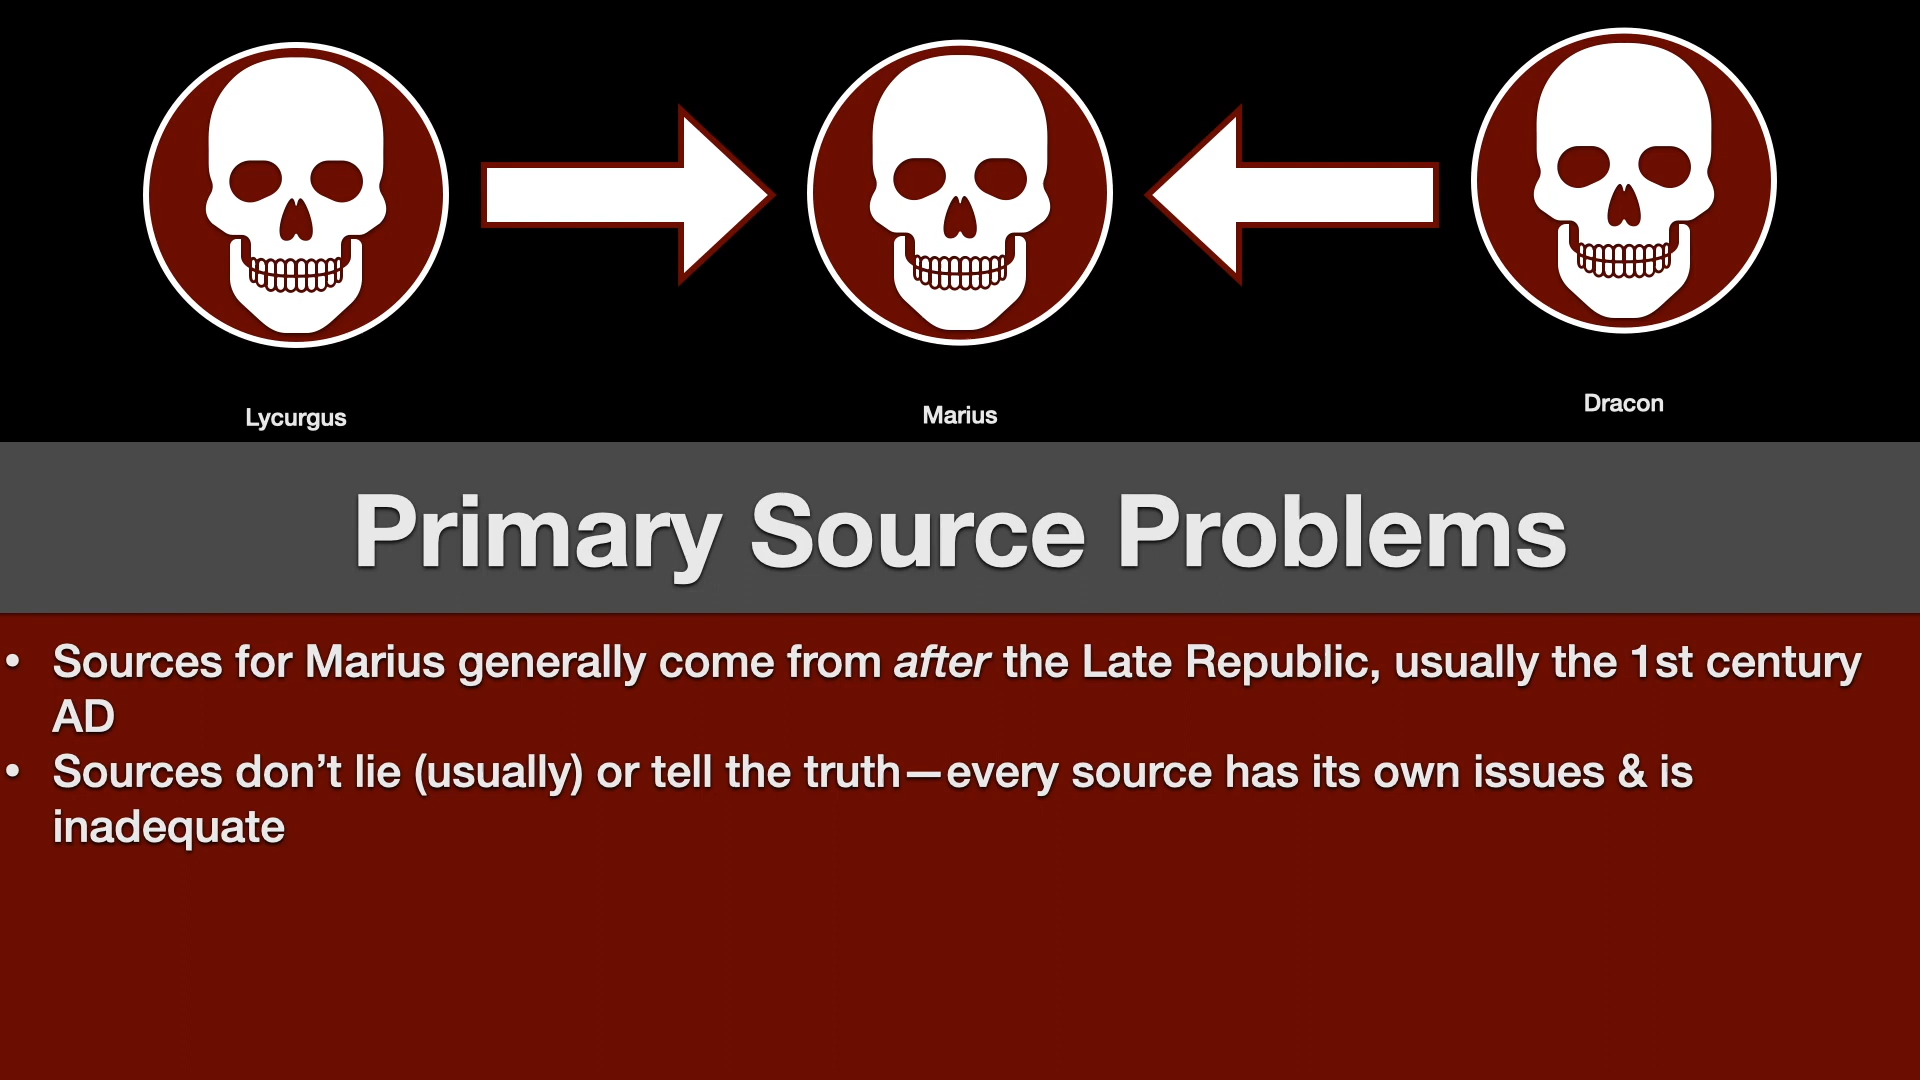 Lycurgus
Marius
Dracon
Primary Source Problems
• Sources for Marius generally come from after the Late Republic, usually the 1st century
AD
• Sources don’t lie (usually) or tell the truth—every source has its own issues & is
inadequate